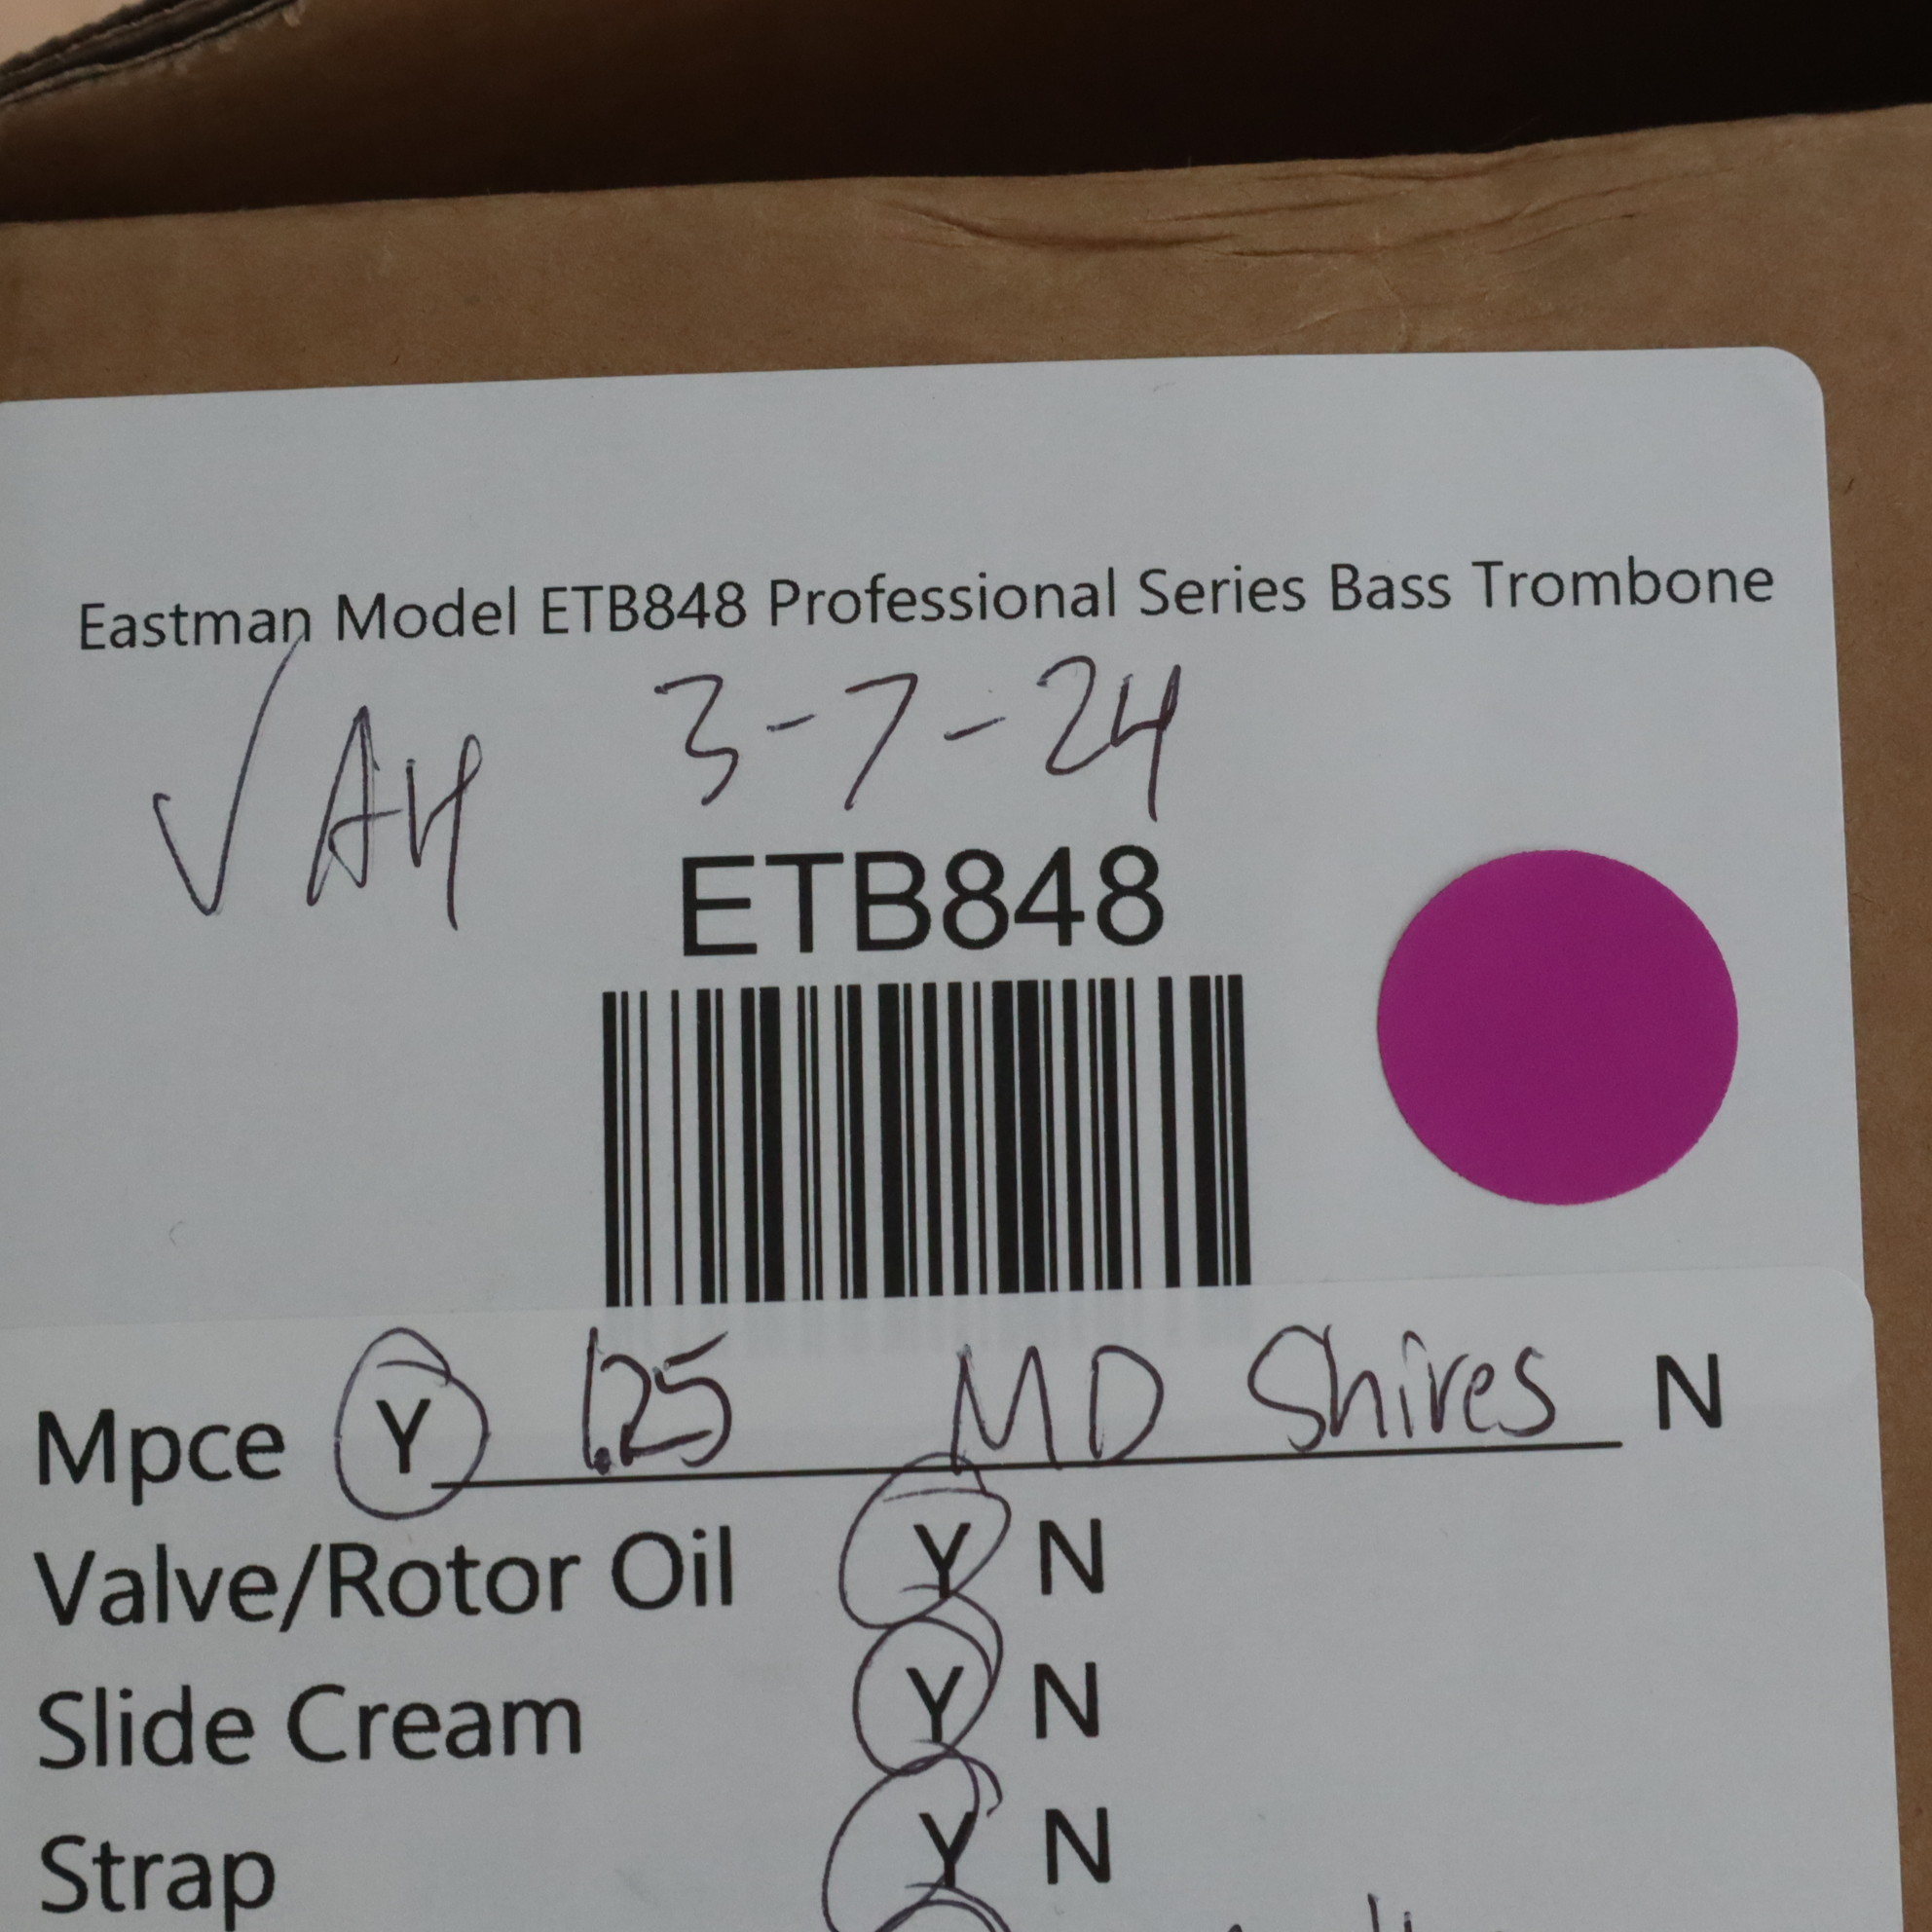 Eastman Model ETB848 Professional Series Bass Trombone
✓ AH 3-7-24
ETB848
Mpce Y 1.25 MD Shires N
Valve/Rotor Oil Y N
Slide Cream Y N
Strap Y N